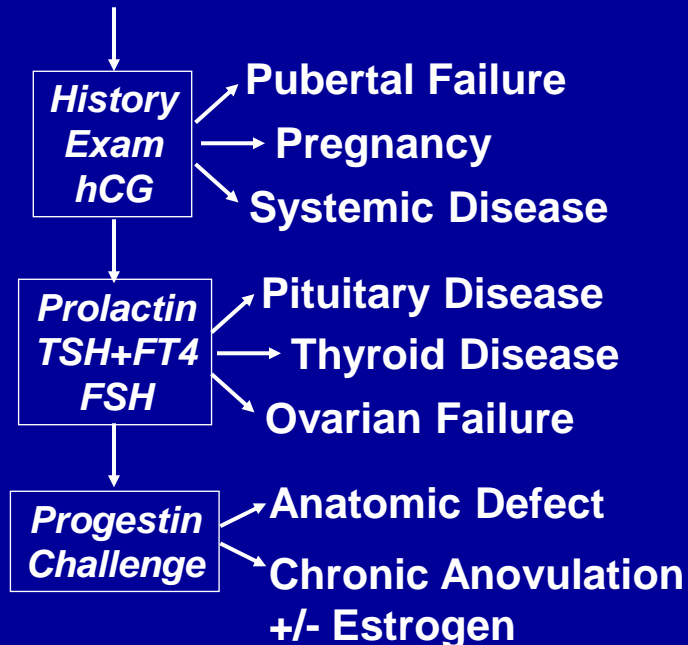 History
Exam
hCG
Pubertal Failure
Pregnancy
Systemic Disease
Prolactin
TSH+FT4
FSH
Pituitary Disease
Thyroid Disease
Ovarian Failure
Progestin
Challenge
Anatomic Defect
Chronic Anovulation
+/- Estrogen